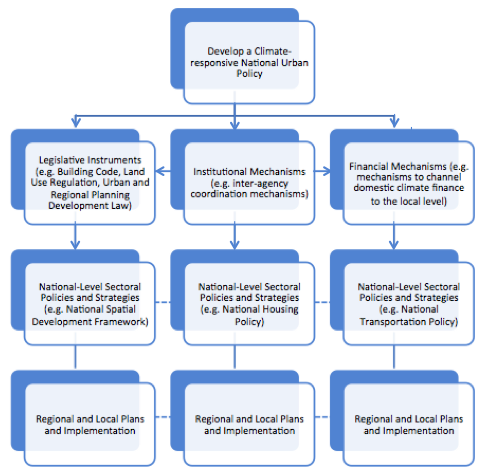 Develop a Climate-
responsive National Urban
Policy
Legislative Instruments
(e.g. Building Code, Land
Use Regulation, Urban and
Regional Planning
Development Law)
Institutional Mechanisms
(e.g. inter-agency
coordination mechanisms)
Financial Mechanisms (e.g.
mechanisms to channel
domestic climate finance
to the local level)
National-Level Sectoral
Policies and Strategies
(e.g. National Spatial
Development Framework)
National-Level Sectoral
Policies and Strategies
(e.g. National Housing
Policy)
National-Level Sectoral
Policies and Strategies
(e.g. National
Transportation Policy)
Regional and Local Plans
and Implementation
Regional and Local Plans
and Implementation
Regional and Local Plans
and Implementation